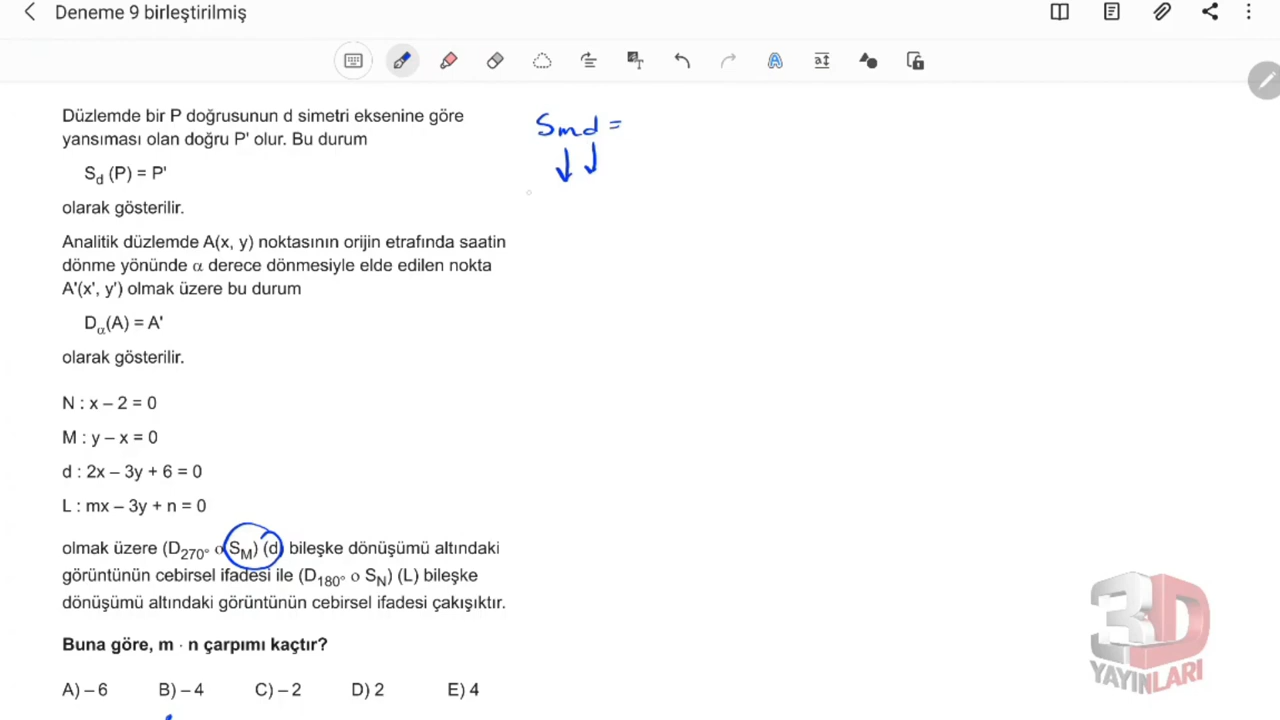 Deneme 9 birleştirilmiş
Düzlemde bir P doğrusunun d simetri eksenine göre
yansıması olan doğru P' olur. Bu durum
S_d (P) = P'
olarak gösterilir.
Analitik düzlemde A(x, y) noktasının orijin etrafında saatin
dönme yönünde α derece dönmesiyle elde edilen nokta
A'(x', y') olmak üzere bu durum
D_α(A) = A'
olarak gösterilir.
N : x – 2 = 0
M : y – x = 0
d : 2x – 3y + 6 = 0
L : mx – 3y + n = 0
olmak üzere (D_270° o S_M) (d) bileşke dönüşümü altındaki
görüntünün cebirsel ifadesi ile (D_180° o S_N) (L) bileşke
dönüşümü altındaki görüntünün cebirsel ifadesi çakışıktır.
Buna göre, m · n çarpımı kaçtır?
A) – 6 B) – 4 C) – 2 D) 2 E) 4
Smd =
3D
YAYINLARI